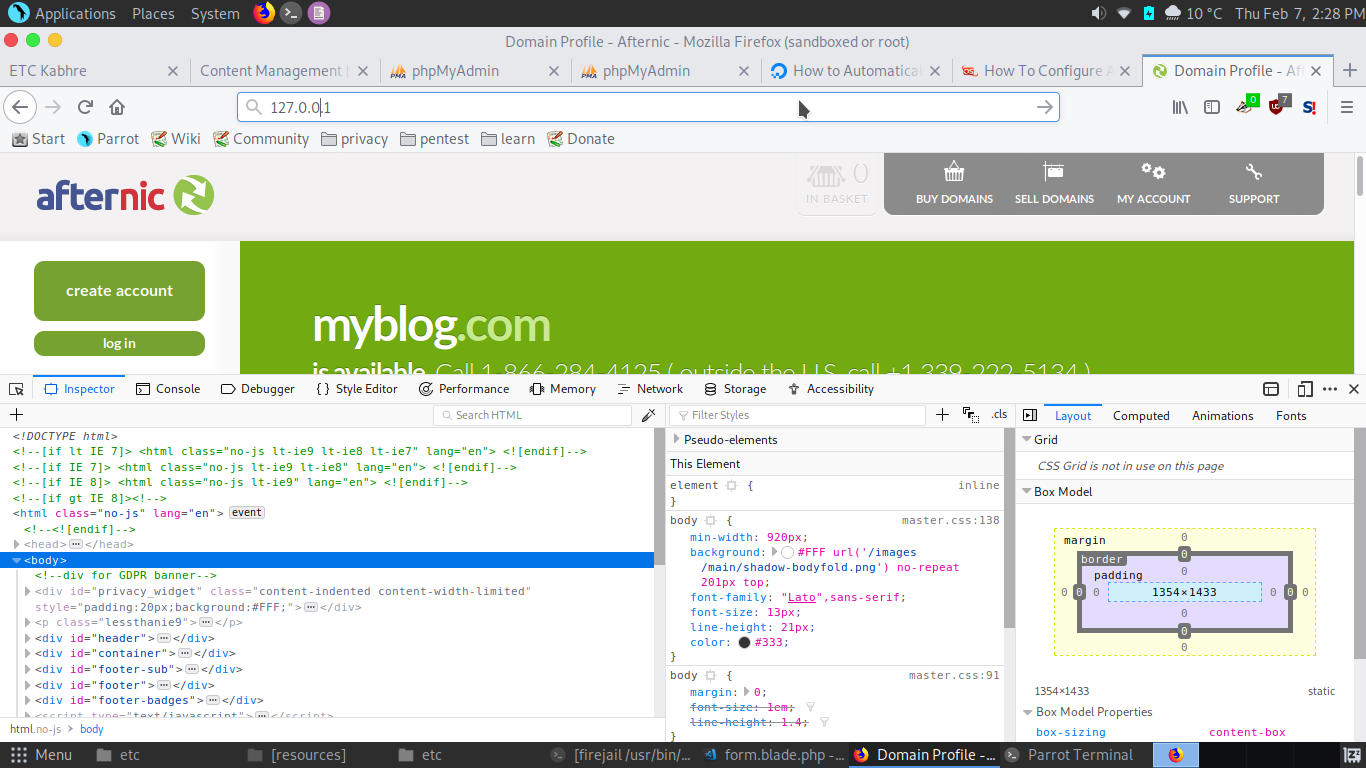 Applications Places System 10 °C Thu Feb 7, 2:28 PM
Domain Profile - Afternic - Mozilla Firefox (sandboxed or root)
ETC Kabhre Content Management phpMyAdmin phpMyAdmin How to Automatica How To Configure A Domain Profile - Aft
127.0.0.1 0 7 S!
Start Parrot Wiki Community privacy pentest learn Donate
afternic
0
IN BASKET
BUY DOMAINS SELL DOMAINS MY ACCOUNT SUPPORT
create account
log in
myblog.com
is available. Call 1-866-284-4125 ( outside the U.S. call +1 339-222-5134 )
Inspector Console Debugger Style Editor Performance Memory Network Storage Accessibility
Search HTML
<!DOCTYPE html>
<!--[if lt IE 7]> <html class="no-js lt-ie9 lt-ie8 lt-ie7" lang="en"> <![endif]-->
<!--[if IE 7]> <html class="no-js lt-ie9 lt-ie8" lang="en"> <![endif]-->
<!--[if IE 8]> <html class="no-js lt-ie9" lang="en"> <![endif]-->
<!--[if gt IE 8]><!-->
<html class="no-js" lang="en"> event
<!--<![endif]-->
<head>…</head>
<body>
<!--div for GDPR banner-->
<div id="privacy_widget" class="content-indented content-width-limited"
style="padding:20px;background:#FFF;">…</div>
<p class="lessthanie9">…</p>
<div id="header">…</div>
<div id="container">…</div>
<div id="footer-sub">…</div>
<div id="footer">…</div>
<div id="footer-badges">…</div>
<script type="text/javascript">…</script>
html.no-js > body
Filter Styles + .cls
Pseudo-elements
This Element
element { inline
}
body { master.css:138
min-width: 920px;
background: #FFF url('/images
/main/shadow-bodyfold.png') no-repeat
201px top;
font-family: "Lato",sans-serif;
font-size: 13px;
line-height: 21px;
color: #333;
}
body { master.css:91
margin: 0;
font-size: 1em;
line-height: 1.4;
}
Layout Computed Animations Fonts
Grid
CSS Grid is not in use on this page
Box Model
margin 0
border 0
padding 0
0 0 0 1354×1433 0 0 0
0
0
0
1354×1433 static
Box Model Properties
box-sizing content-box
Menu etc [resources] etc [firejail /usr/bin/... form.blade.php -... Domain Profile -... Parrot Terminal